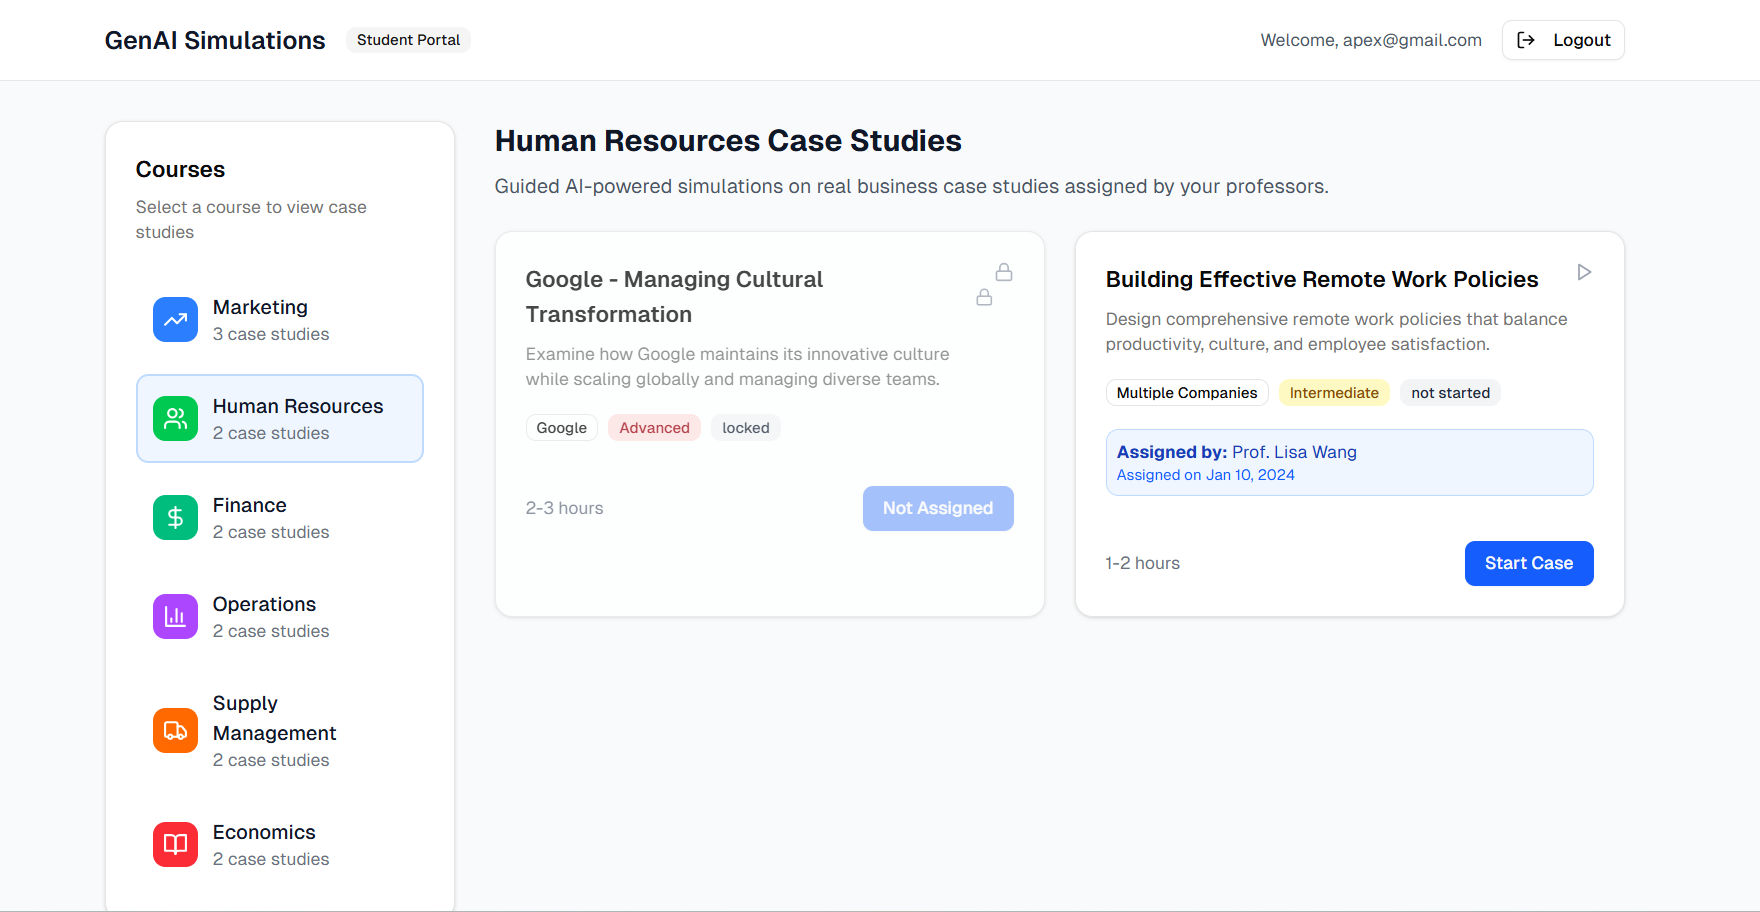 GenAI Simulations
Student Portal
Welcome, apex@gmail.com
Logout
Courses
Select a course to view case
studies
Marketing
3 case studies
Human Resources
2 case studies
Finance
2 case studies
Operations
2 case studies
Supply
Management
2 case studies
Economics
2 case studies
Human Resources Case Studies
Guided AI-powered simulations on real business case studies assigned by your professors.
Google - Managing Cultural
Transformation
Examine how Google maintains its innovative culture
while scaling globally and managing diverse teams.
Google
Advanced
locked
2-3 hours
Not Assigned
Building Effective Remote Work Policies
Design comprehensive remote work policies that balance
productivity, culture, and employee satisfaction.
Multiple Companies
Intermediate
not started
Assigned by: Prof. Lisa Wang
Assigned on Jan 10, 2024
1-2 hours
Start Case